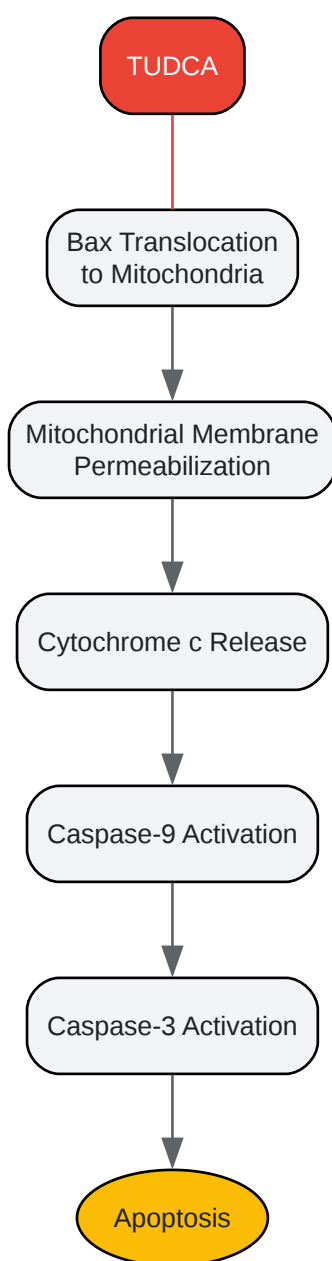 TUDCA
Bax Translocation
to Mitochondria
Mitochondrial Membrane
Permeabilization
Cytochrome c Release
Caspase-9 Activation
Caspase-3 Activation
Apoptosis